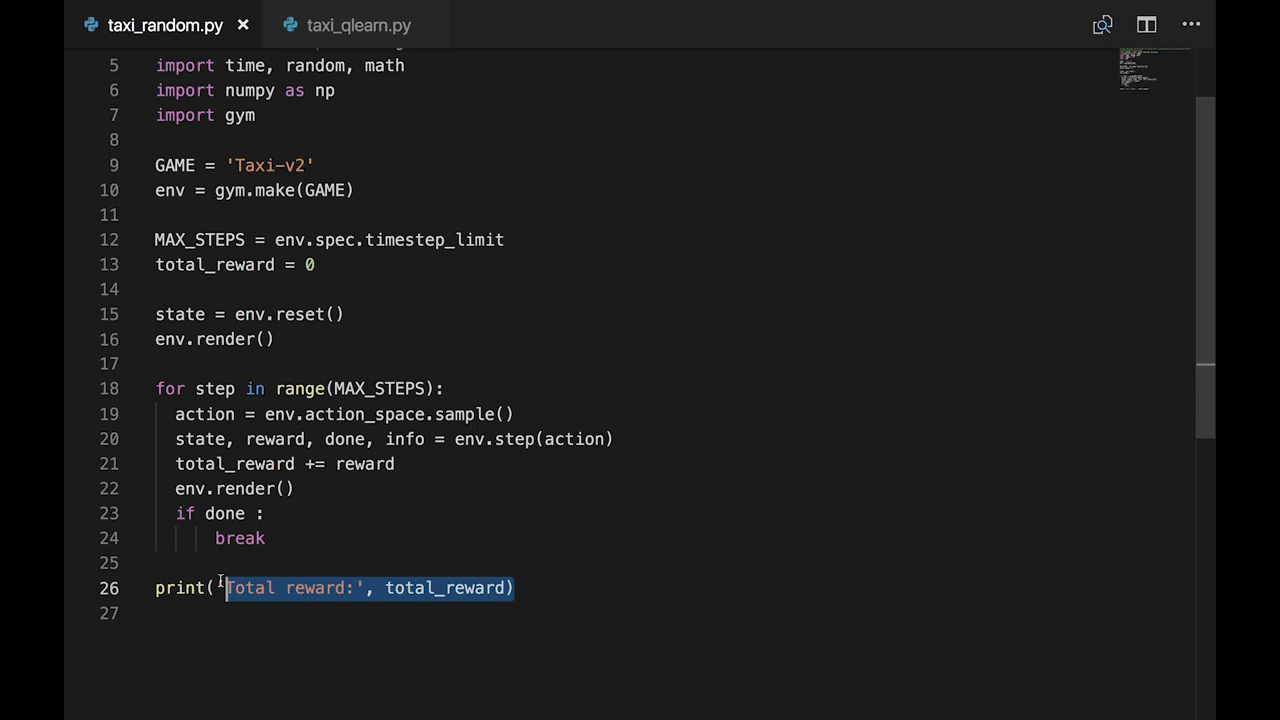 taxi_random.py × taxi_qlearn.py
5 import time, random, math
6 import numpy as np
7 import gym
8
9 GAME = 'Taxi-v2'
10 env = gym.make(GAME)
11
12 MAX_STEPS = env.spec.timestep_limit
13 total_reward = 0
14
15 state = env.reset()
16 env.render()
17
18 for step in range(MAX_STEPS):
19 action = env.action_space.sample()
20 state, reward, done, info = env.step(action)
21 total_reward += reward
22 env.render()
23 if done :
24 break
25
26 print('Total reward:', total_reward)
27